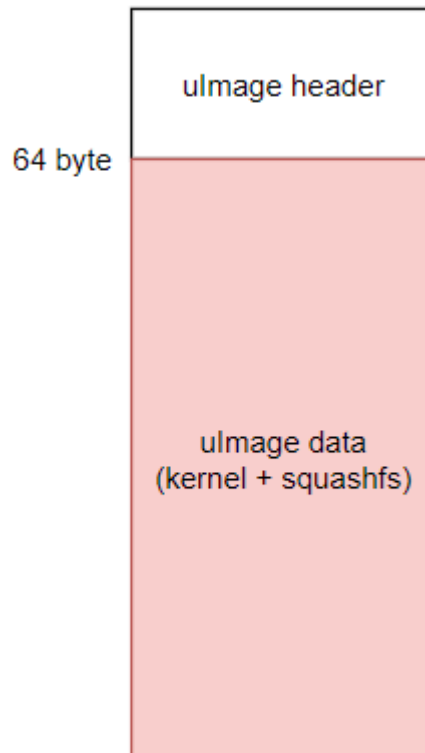 uImage header
64 byte
uImage data
(kernel + squashfs)